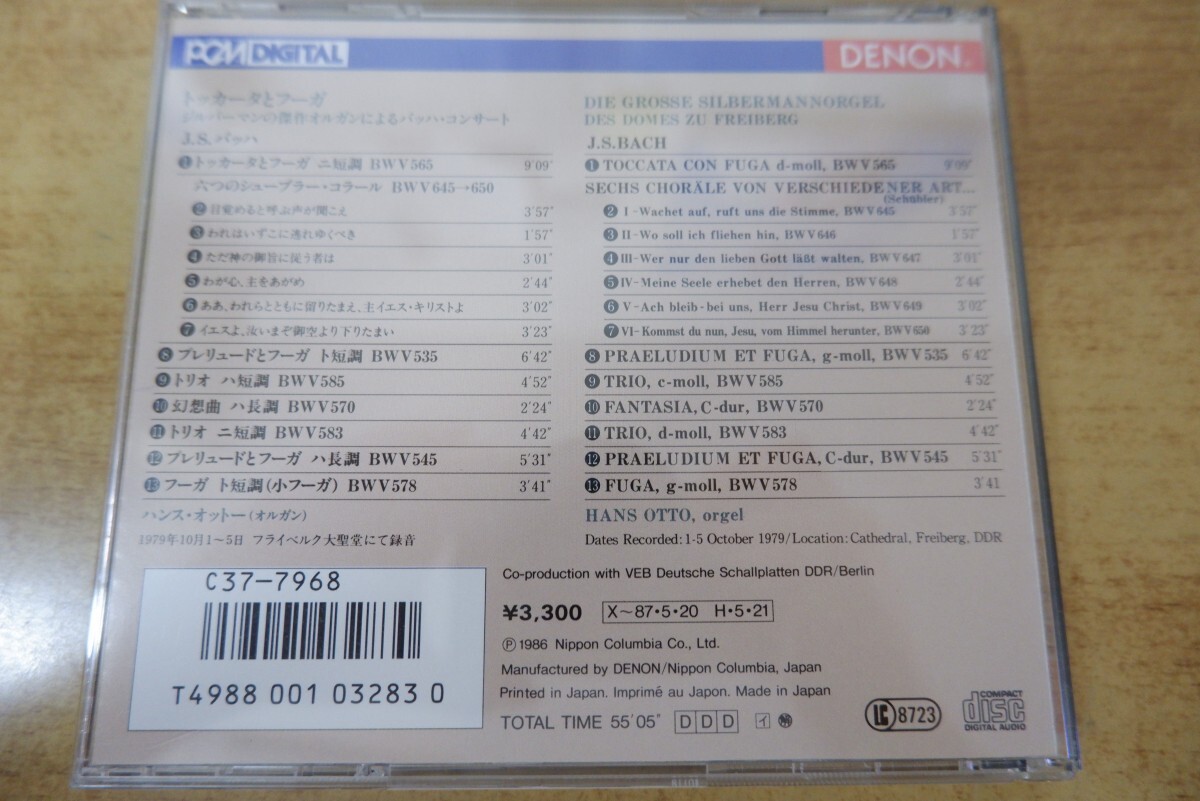 PCM DIGITAL
DENON
トッカータとフーガ
ジルバーマンの傑作オルガンによるバッハ・コンサート
J.S.バッハ
❶トッカータとフーガ ニ短調 BWV565 9'09"
六つのシューブラー・コラール BWV645→650
❷目覚めると呼ぶ声が聞こえ 3'57"
❸われはいずこに逃れゆくべき 1'57"
❹ただ神の御旨に従う者は 3'01"
❺わが心、主をあがめ 2'44"
❻ああ、われらとともに留りたまえ、主イエス・キリストよ 3'02"
❼イエスよ、汝いまぞ御空より下りたまい 3'23"
❽プレリュードとフーガ ト短調 BWV535 6'42"
❾トリオ ハ短調 BWV585 4'52"
❿幻想曲 ハ長調 BWV570 2'24"
⓫トリオ ニ短調 BWV583 4'42"
⓬プレリュードとフーガ ハ長調 BWV545 5'31"
⓭フーガ ト短調(小フーガ) BWV578 3'41"
ハンス・オットー(オルガン)
1979年10月1〜5日 フライベルク大聖堂にて録音
DIE GROSSE SILBERMANNORGEL
DES DOMES ZU FREIBERG
J.S.BACH
❶TOCCATA CON FUGA d-moll, BWV565 9'09"
SECHS CHORÄLE VON VERSCHIEDENER ART...
(Schübler)
❷I-Wachet auf, ruft uns die Stimme, BWV645 3'57"
❸II-Wo soll ich fliehen hin, BWV646 1'57"
❹III-Wer nur den lieben Gott läßt walten, BWV647 3'01"
❺IV-Meine Seele erhebet den Herren, BWV648 2'44"
❻V-Ach bleib-bei uns, Herr Jesu Christ, BWV649 3'02"
❼VI-Kommst du nun, Jesu, vom Himmel herunter, BWV650 3'23"
❽PRAELUDIUM ET FUGA, g-moll, BWV535 6'42"
❾TRIO, c-moll, BWV585 4'52"
❿FANTASIA, C-dur, BWV570 2'24"
⓫TRIO, d-moll, BWV583 4'42"
⓬PRAELUDIUM ET FUGA, C-dur, BWV545 5'31"
⓭FUGA, g-moll, BWV578 3'41
HANS OTTO, orgel
Dates Recorded:1-5 October 1979/Location:Cathedral, Freiberg, DDR
C37-7968
T4988 001 03283 0
Co-production with VEB Deutsche Schallplatten DDR/Berlin
¥3,300 X〜87・5・20 H・5・21
Ⓟ1986 Nippon Columbia Co., Ltd.
Manufactured by DENON/Nippon Columbia, Japan
Printed in Japan. Imprimé au Japon. Made in Japan
TOTAL TIME 55'05" D D D イ
LC 8723
COMPACT
disc
DIGITAL AUDIO